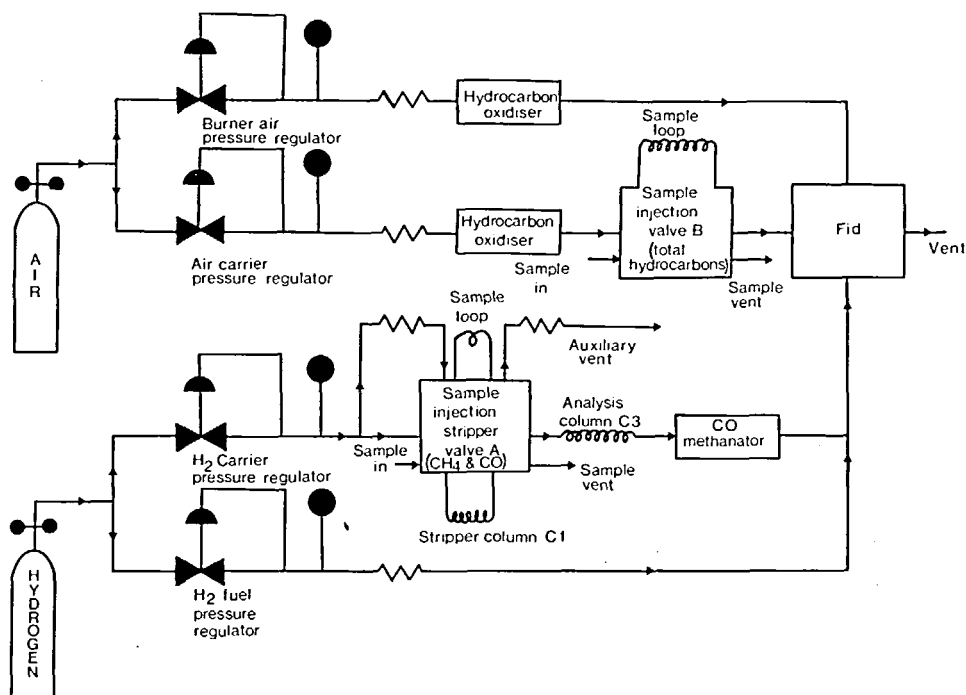 Burner air
pressure regulator
Hydrocarbon
oxidiser
Sample
loop
AIR
Air carrier
pressure regulator
Hydrocarbon
oxidiser
Sample
in
Sample
injection
valve B
(total
hydrocarbons)
Sample
vent
Fid
Vent
Sample
loop
Auxiliary
vent
H2 Carrier
pressure regulator
Sample
in
Sample
injection
stripper
valve A
(CH4 & CO)
Analysis
column C3
CO
methanator
Sample
vent
Stripper column C1
HYDROGEN
H2 fuel
pressure
regulator